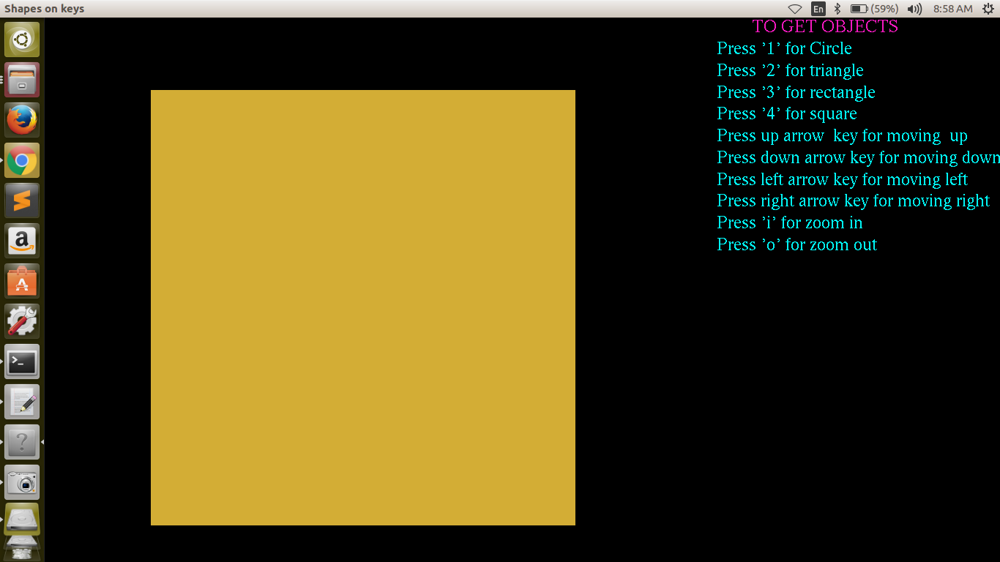 Shapes on keys
En (59%) 8:58 AM
TO GET OBJECTS
Press ’1’ for Circle
Press ’2’ for triangle
Press ’3’ for rectangle
Press ’4’ for square
Press up arrow  key for moving  up
Press down arrow key for moving down
Press left arrow key for moving left
Press right arrow key for moving right
Press ’i’ for zoom in
Press ’o’ for zoom out
a
A
>_
?